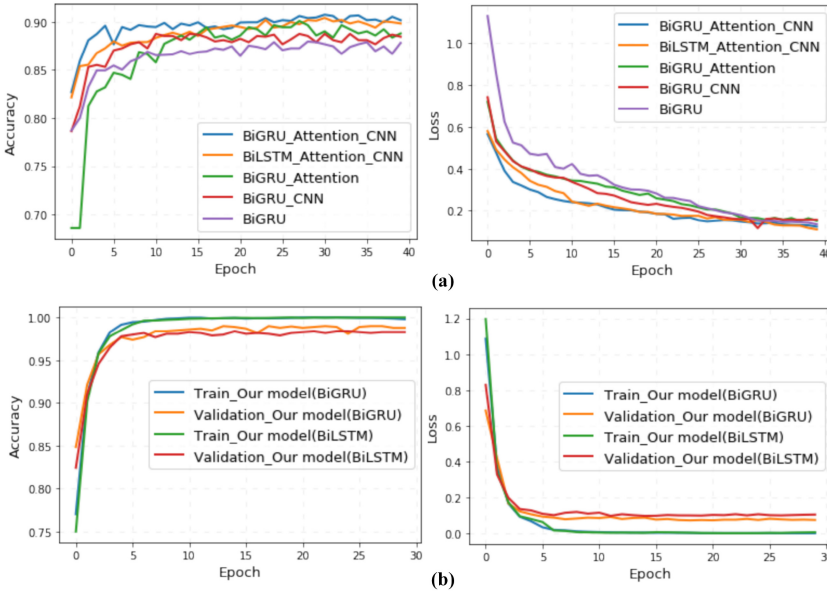 0.90
0.85
0.80
0.75
0.70
Accuracy
BiGRU_Attention_CNN
BiLSTM_Attention_CNN
BiGRU_Attention
BiGRU_CNN
BiGRU
0 5 10 15 20 25 30 35 40
Epoch
1.0
0.8
0.6
0.4
0.2
Loss
BiGRU_Attention_CNN
BiLSTM_Attention_CNN
BiGRU_Attention
BiGRU_CNN
BiGRU
0 10 20 30 40
Epoch
(a)
1.00
0.95
0.90
0.85
0.80
0.75
Accuracy
Train_Our model(BiGRU)
Validation_Our model(BiGRU)
Train_Our model(BiLSTM)
Validation_Our model(BiLSTM)
0 5 10 15 20 25 30
Epoch
1.2
1.0
0.8
0.6
0.4
0.2
0.0
Loss
Train_Our model(BiGRU)
Validation_Our model(BiGRU)
Train_Our model(BiLSTM)
Validation_Our model(BiLSTM)
0 5 10 15 20 25 30
Epoch
(b)